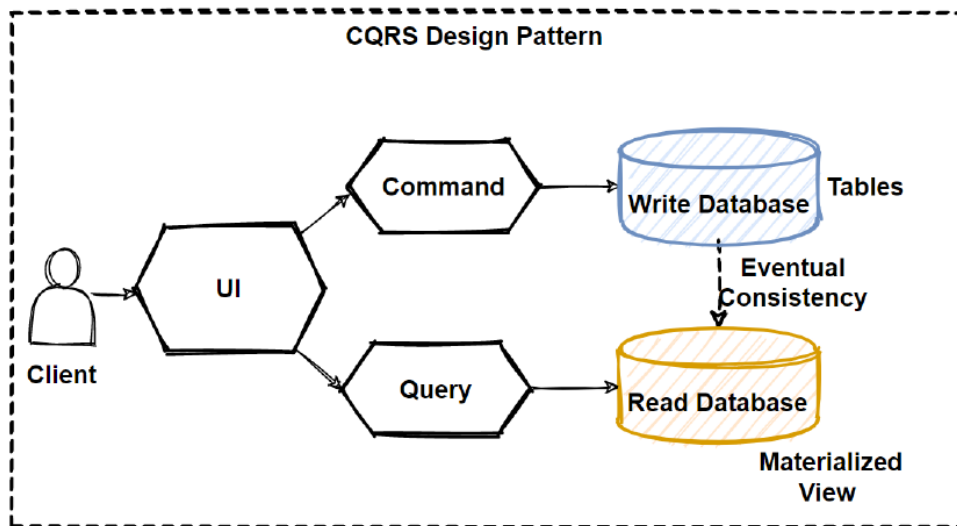 CQRS Design Pattern
Command
Write Database
Tables
UI
Eventual
Consistency
Client
Query
Read Database
Materialized
View